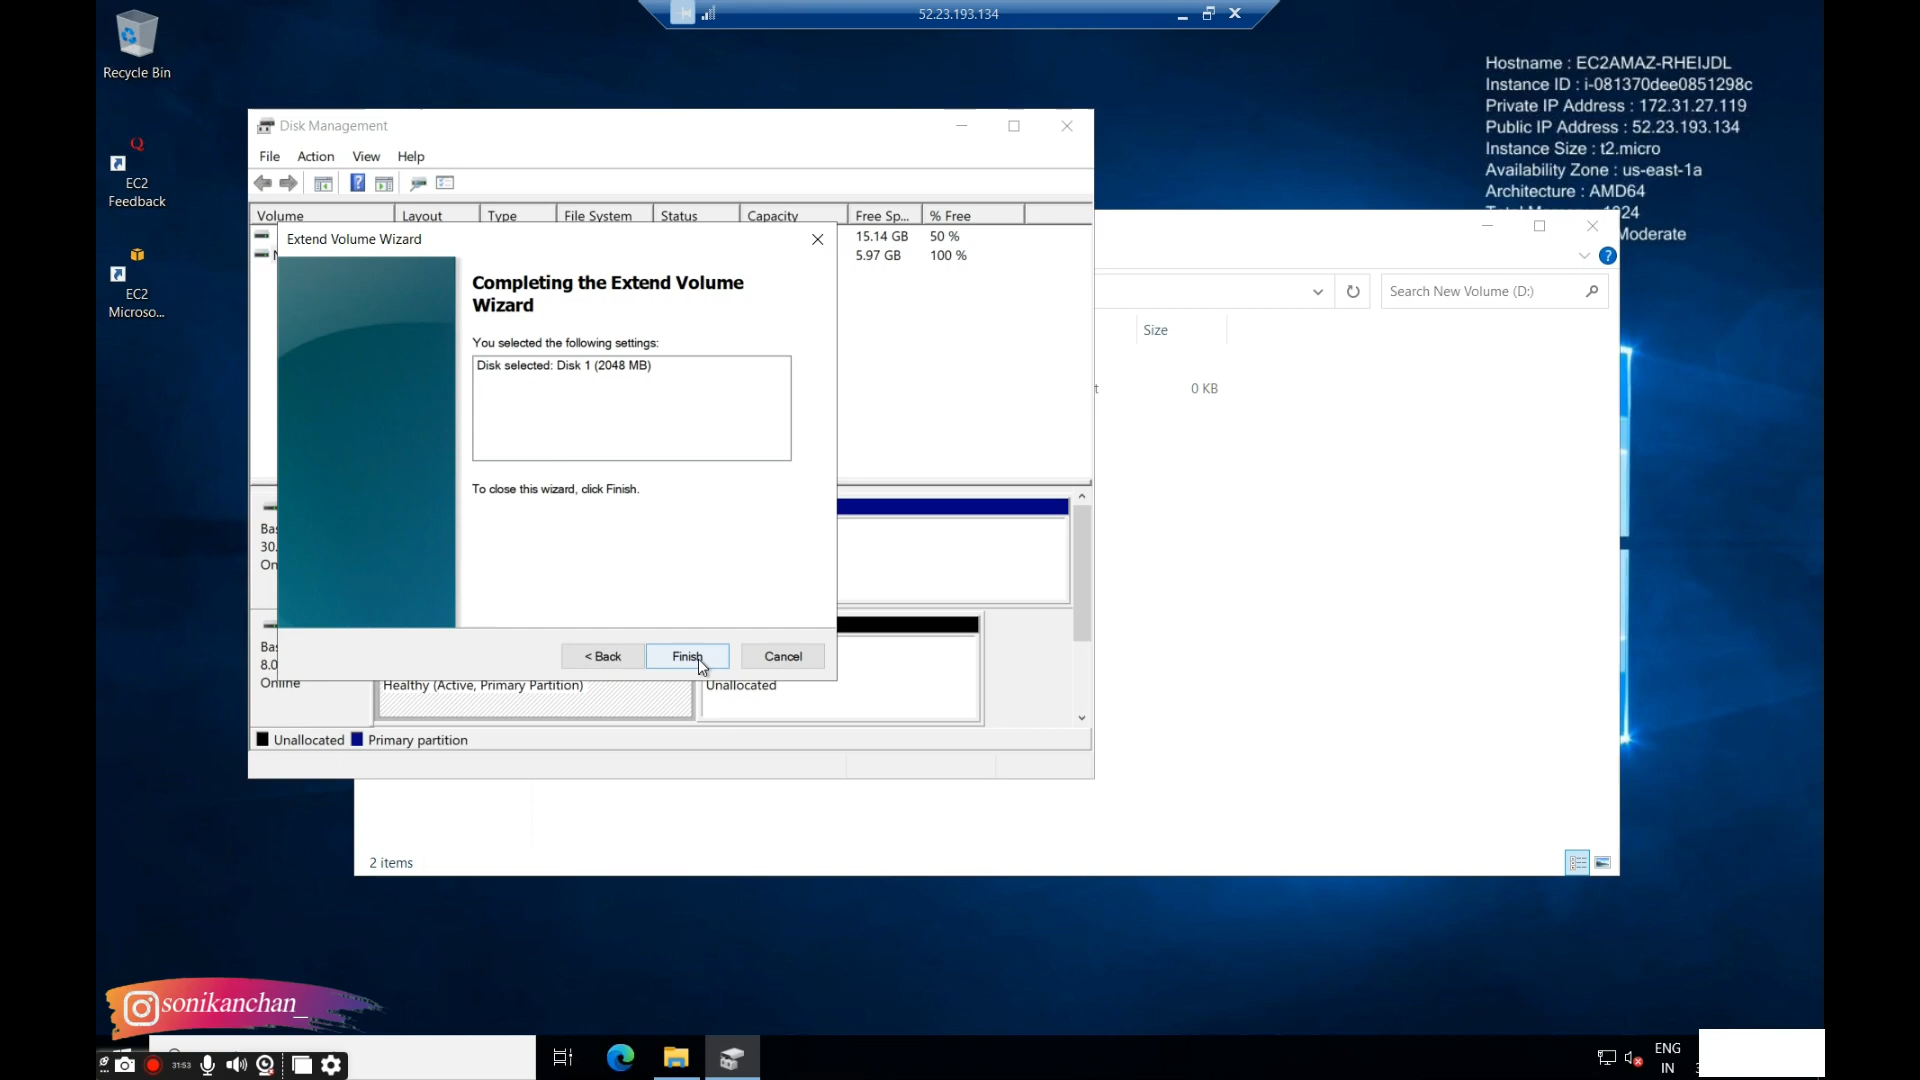 52.23.193.134
Recycle Bin
Hostname : EC2AMAZ-RHEIJDL
Instance ID : i-081370dee0851298c
Private IP Address : 172.31.27.119
Public IP Address : 52.23.193.134
Instance Size : t2.micro
Availability Zone : us-east-1a
Architecture : AMD64
Moderate
EC2
Feedback
EC2
Microso...
Disk Management
File Action View Help
Volume Layout Type File System Status Capacity Free Sp... % Free
15.14 GB 50 %
5.97 GB 100 %
Extend Volume Wizard
Completing the Extend Volume
Wizard
You selected the following settings:
Disk selected: Disk 1 (2048 MB)
To close this wizard, click Finish.
< Back Finish Cancel
Bas
30.
On
Bas
8.0
Online
Healthy (Active, Primary Partition)
Unallocated
Unallocated Primary partition
Search New Volume (D:)
Size
0 KB
2 items
sonikanchan_
31:53
ENG
IN